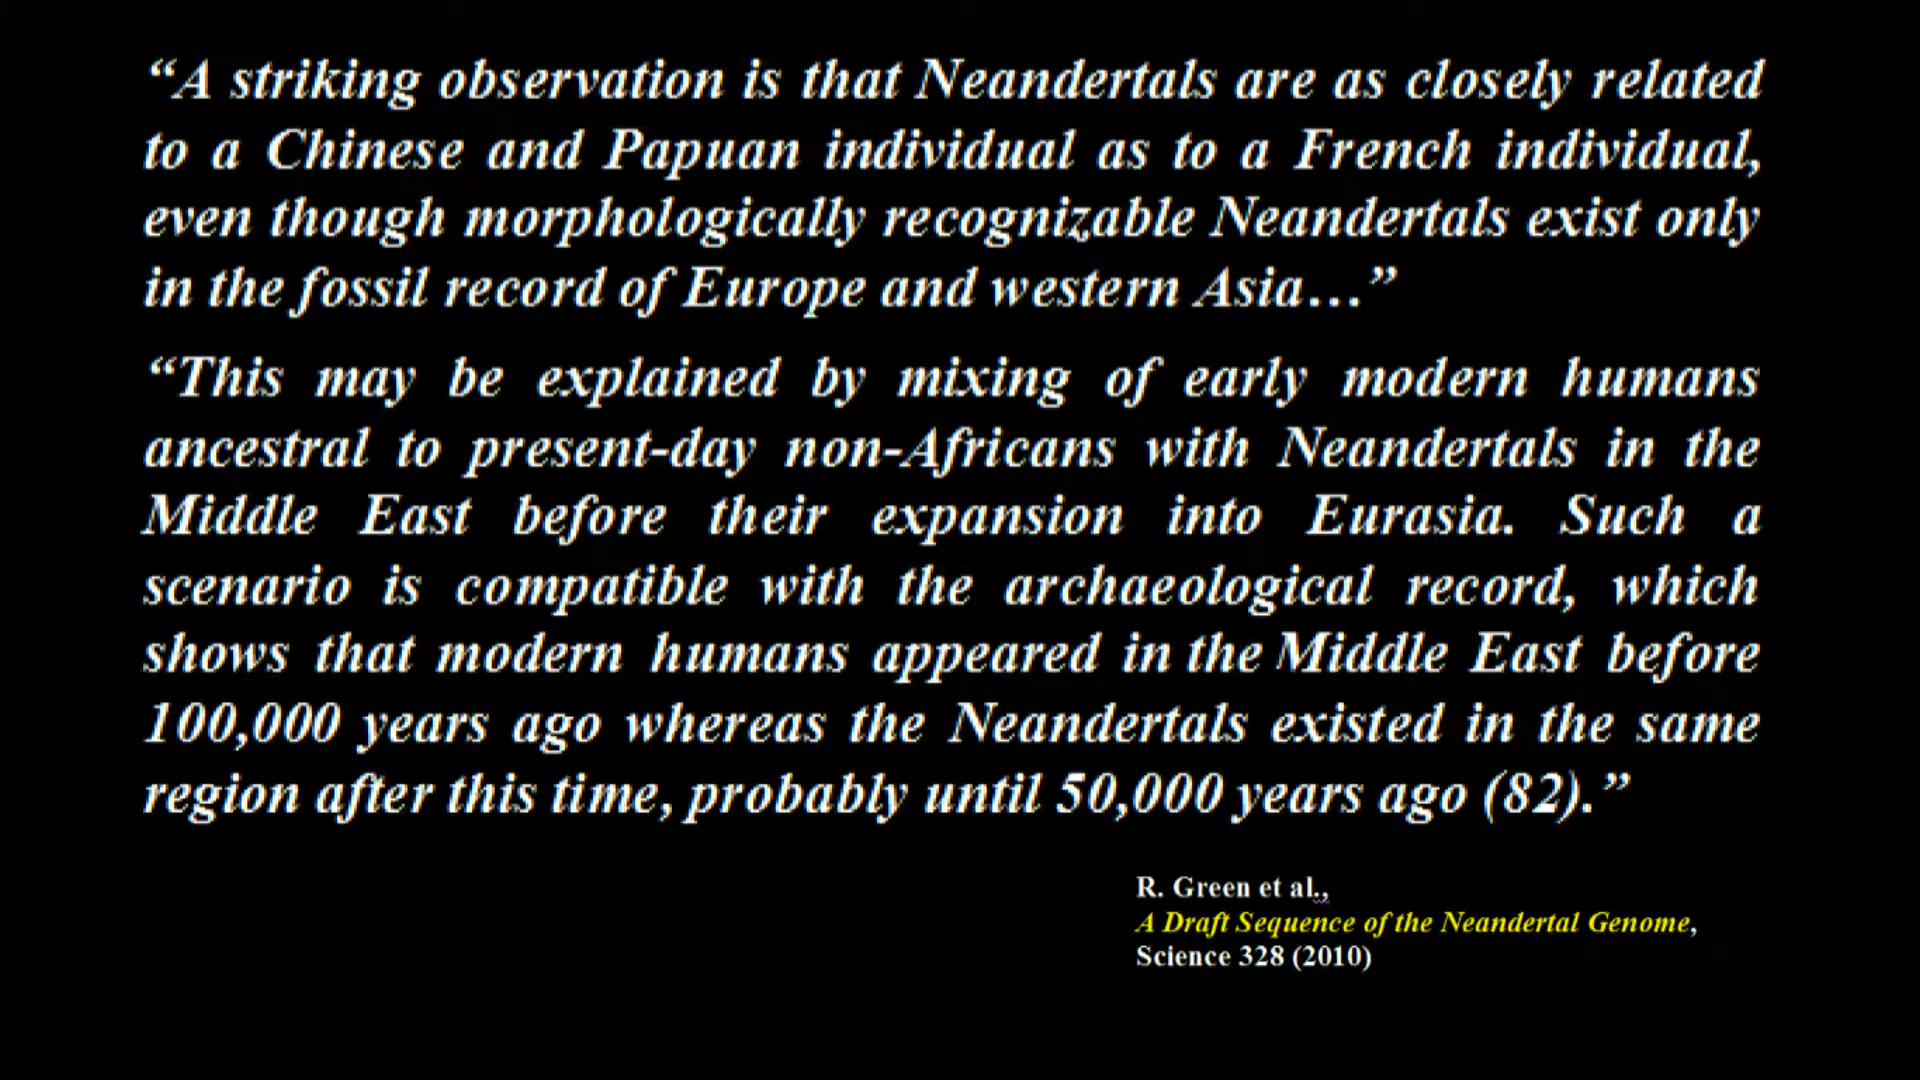 “A striking observation is that Neandertals are as closely related
to a Chinese and Papuan individual as to a French individual,
even though morphologically recognizable Neandertals exist only
in the fossil record of Europe and western Asia…”
“This may be explained by mixing of early modern humans
ancestral to present-day non-Africans with Neandertals in the
Middle East before their expansion into Eurasia. Such a
scenario is compatible with the archaeological record, which
shows that modern humans appeared in the Middle East before
100,000 years ago whereas the Neandertals existed in the same
region after this time, probably until 50,000 years ago (82).”
R. Green et al.,
A Draft Sequence of the Neandertal Genome,
Science 328 (2010)